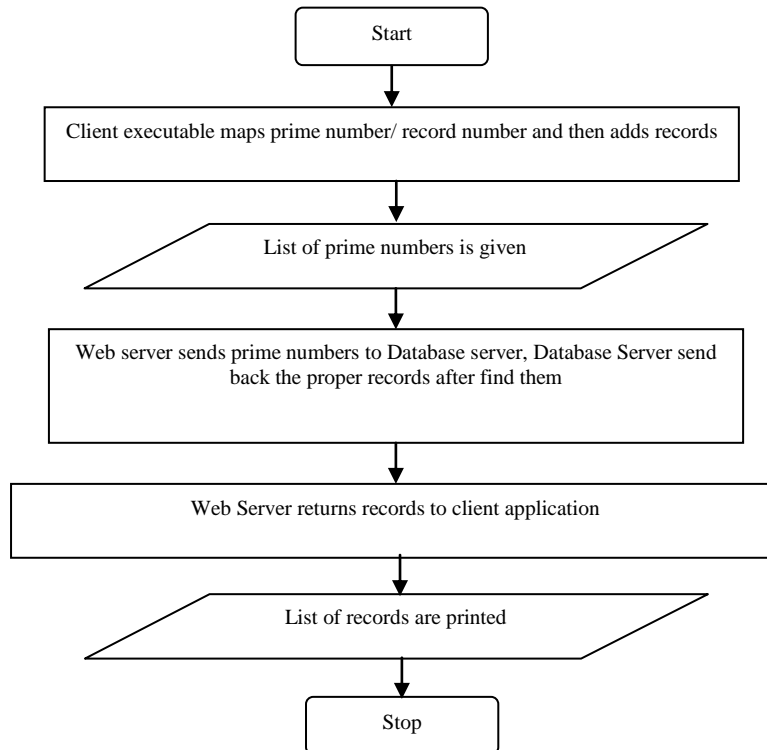 Start
Client executable maps prime number/ record number and then adds records
List of prime numbers is given
Web server sends prime numbers to Database server, Database Server send
back the proper records after find them
Web Server returns records to client application
List of records are printed
Stop